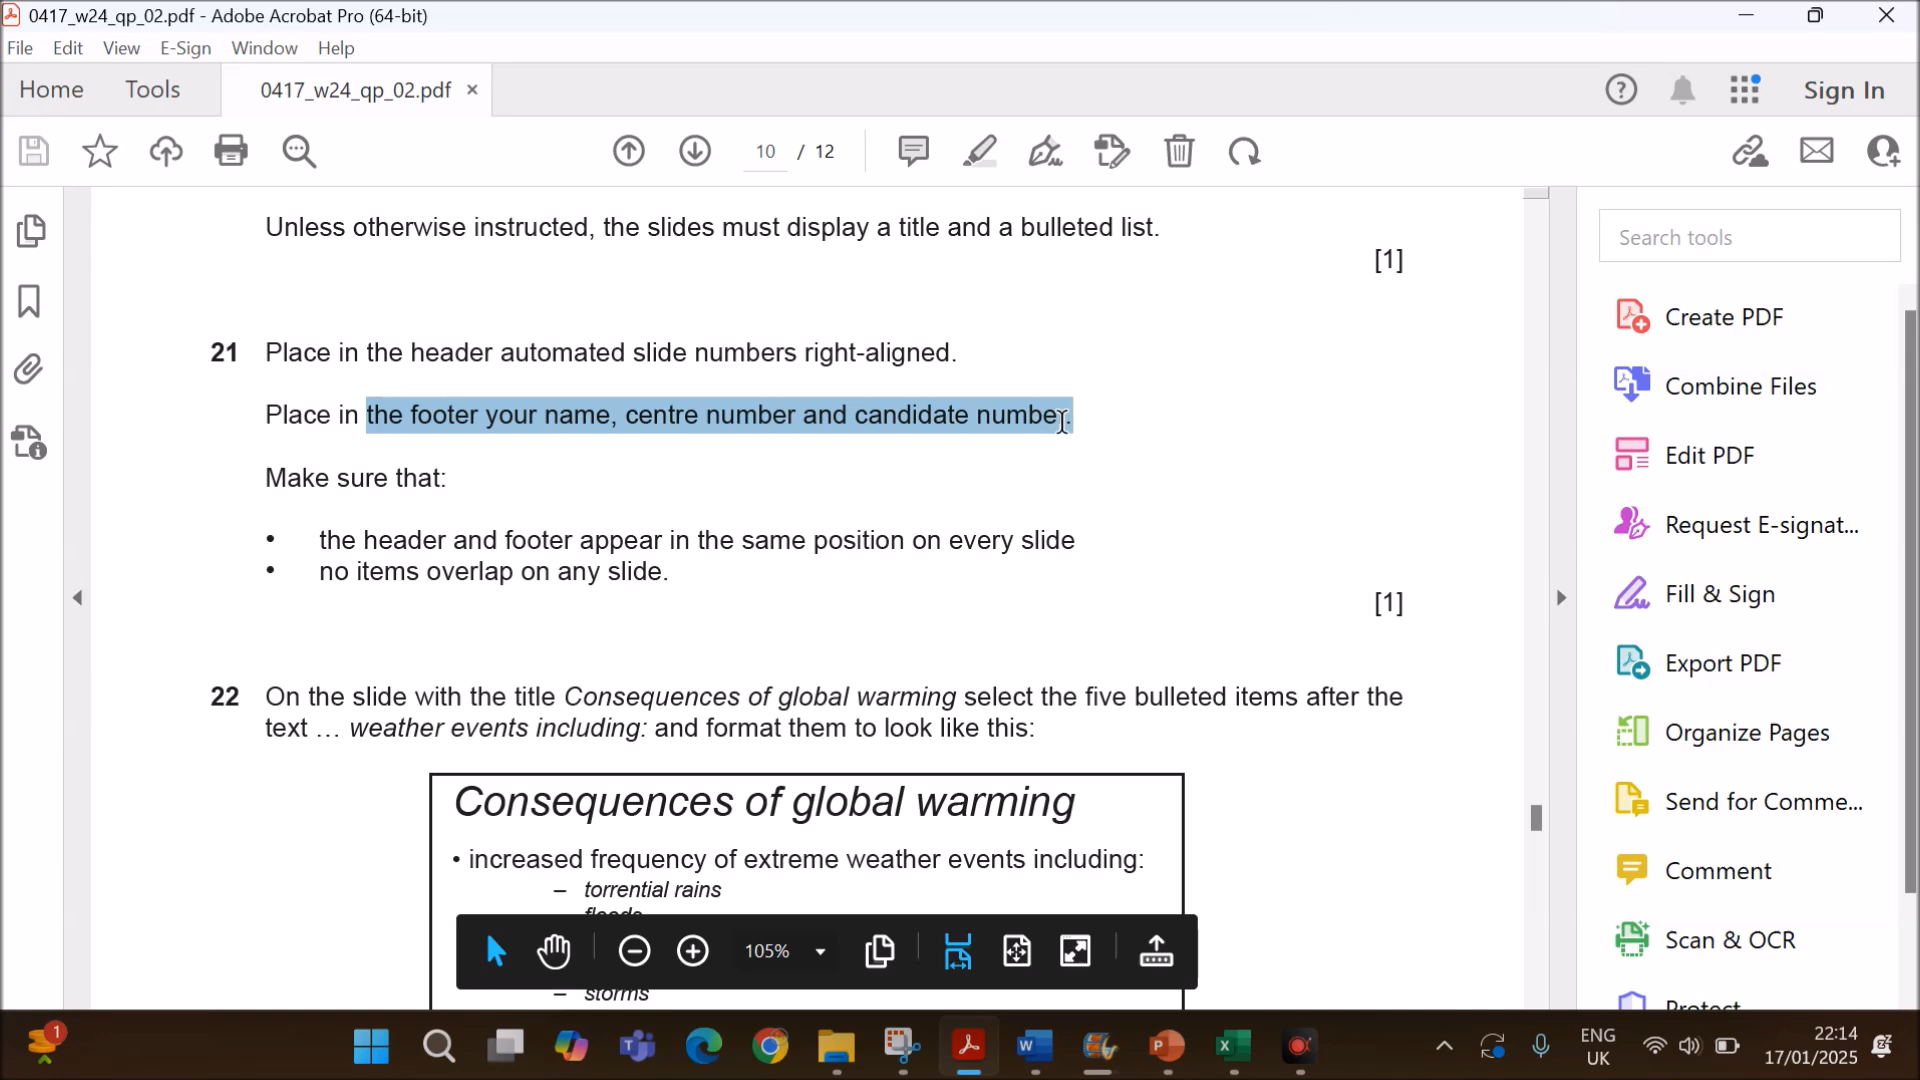 0417_w24_qp_02.pdf - Adobe Acrobat Pro (64-bit)
File Edit View E-Sign Window Help
Home Tools 0417_w24_qp_02.pdf × Sign In
10 / 12
Unless otherwise instructed, the slides must display a title and a bulleted list.
[1]
21 Place in the header automated slide numbers right-aligned.
Place in the footer your name, centre number and candidate number.
Make sure that:
• the header and footer appear in the same position on every slide
• no items overlap on any slide.
[1]
22 On the slide with the title Consequences of global warming select the five bulleted items after the
text … weather events including: and format them to look like this:
Consequences of global warming
• increased frequency of extreme weather events including:
– torrential rains
floods
105%
– storms
Search tools
Create PDF
Combine Files
Edit PDF
Request E-signat...
Fill & Sign
Export PDF
Organize Pages
Send for Comme...
Comment
Scan & OCR
Protect
1
ENG
UK
22:14
17/01/2025